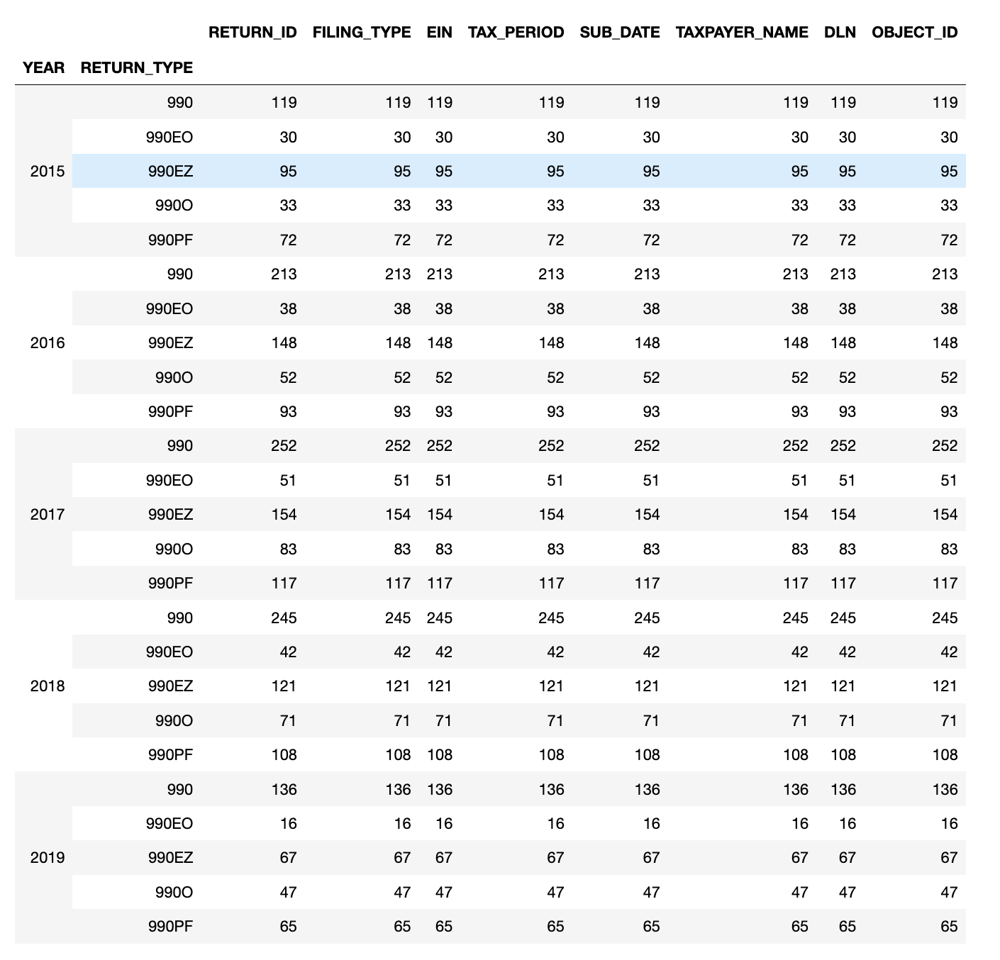 RETURN_ID FILING_TYPE EIN TAX_PERIOD SUB_DATE TAXPAYER_NAME DLN OBJECT_ID
YEAR RETURN_TYPE
990 119 119 119 119 119 119 119 119
990EO 30 30 30 30 30 30 30 30
2015 990EZ 95 95 95 95 95 95 95 95
990O 33 33 33 33 33 33 33 33
990PF 72 72 72 72 72 72 72 72
990 213 213 213 213 213 213 213 213
990EO 38 38 38 38 38 38 38 38
2016 990EZ 148 148 148 148 148 148 148 148
990O 52 52 52 52 52 52 52 52
990PF 93 93 93 93 93 93 93 93
990 252 252 252 252 252 252 252 252
990EO 51 51 51 51 51 51 51 51
2017 990EZ 154 154 154 154 154 154 154 154
990O 83 83 83 83 83 83 83 83
990PF 117 117 117 117 117 117 117 117
990 245 245 245 245 245 245 245 245
990EO 42 42 42 42 42 42 42 42
2018 990EZ 121 121 121 121 121 121 121 121
990O 71 71 71 71 71 71 71 71
990PF 108 108 108 108 108 108 108 108
990 136 136 136 136 136 136 136 136
990EO 16 16 16 16 16 16 16 16
2019 990EZ 67 67 67 67 67 67 67 67
990O 47 47 47 47 47 47 47 47
990PF 65 65 65 65 65 65 65 65